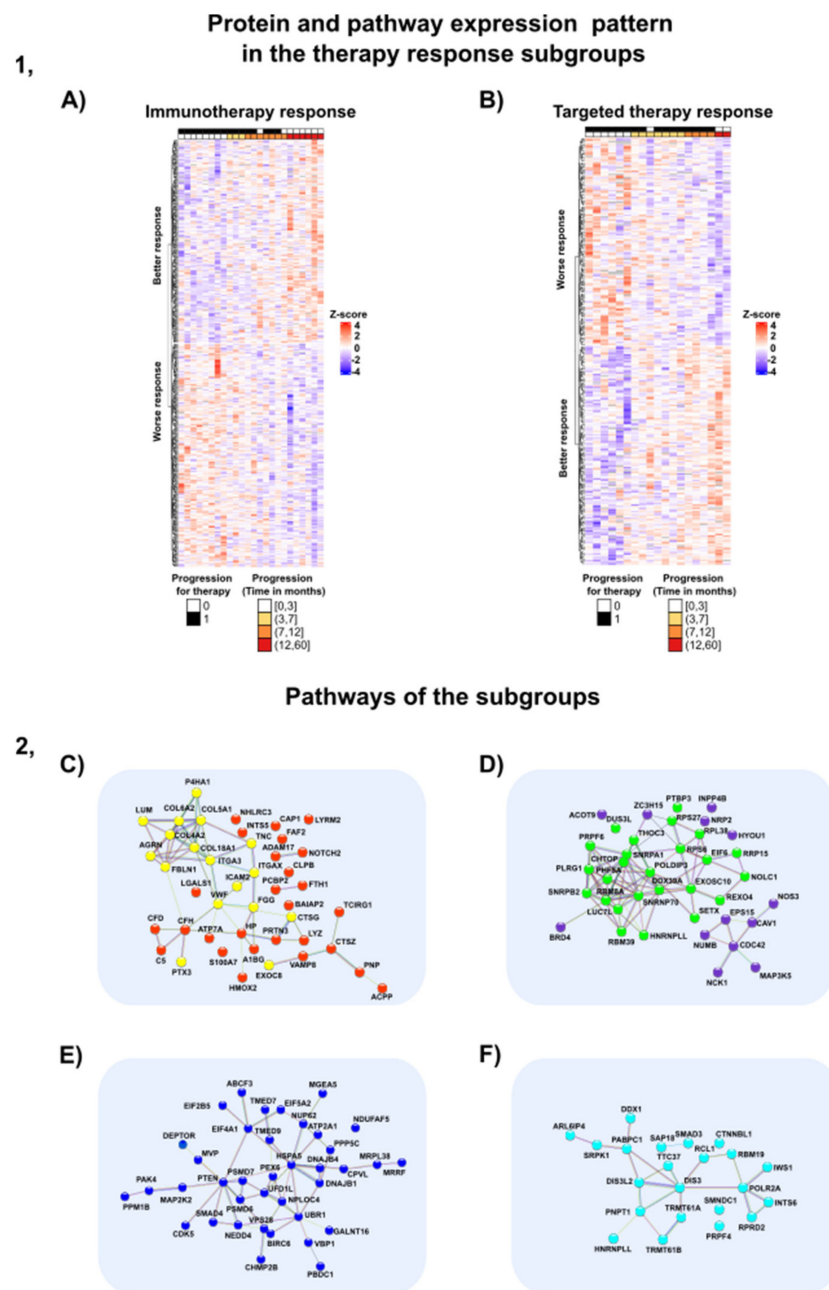 Protein and pathway expression pattern
in the therapy response subgroups
1,
A)
Immunotherapy response
Better response
Worse response
Z-score
4
2
0
-2
-4
Progression
for therapy
0
1
Progression
(Time in months)
[0,3]
(3,7]
(7,12]
(12,60]
B)
Targeted therapy response
Worse response
Better response
Z-score
4
2
0
-2
-4
Progression
for therapy
0
1
Progression
(Time in months)
[0,3]
(3,7]
(7,12]
(12,60]
Pathways of the subgroups
2,
C)
P4HA1
LUM
COL6A2
COL5A1
NHLRC3
INTS5
CAP1
LYRM2
COL4A2
TNC
FAF2
AGRN
COL18A1
ADAM17
NOTCH2
FBLN1
ITGA3
ITGAX
CLPB
ICAM2
PCBP2
FTH1
LGALS1
VWF
FGG
BAIAP2
CFD
CFH
CTSG
TCIRG1
ATP7A
HP
PRTN3
LYZ
C5
A1BG
CTSZ
PTX3
S100A7
EXOC8
VAMP8
PNP
HMOX2
ACPP
D)
PTBP3
INPP4B
ACOT9
ZC3H15
NRP2
DUS3L
RPS27
THOC3
RPL38
HYOU1
PRPF6
SNRPA1
RPS6
EIF6
CHTOP
POLDIP3
RRP15
PLRG1
PHF5A
DDX39A
EXOSC10
NOLC1
SNRPB2
RBM8A
SNRNP70
REXO4
NOS3
LUC7L
SETX
EPS15
CAV1
BRD4
HNRNPLL
RBM39
NUMB
CDC42
NCK1
MAP3K5
E)
ABCF3
MGEA5
EIF2B5
TMED7
EIF5A2
NUP62
NDUFAF5
EIF4A1
ATP2A1
DEPTOR
TMED9
PPP5C
MVP
HSPA5
DNAJB4
MRPL38
PAK4
PTEN
PSMD7
PEX6
CPVL
MRRF
UFD1L
DNAJB1
PPM1B
MAP2K2
NPLOC4
SMAD4
VPS28
UBR1
GALNT16
CDK5
NEDD4
BIRC6
VBP1
CHMP2B
PBDC1
F)
DDX1
ARL6IP4
PABPC1
SAP18
SMAD3
CTNNBL1
SRPK1
TTC37
RCL1
RBM19
DIS3L2
DIS3
IWS1
POLR2A
PNPT1
TRMT61A
SMNDC1
INTS6
RPRD2
HNRNPLL
TRMT61B
PRPF4